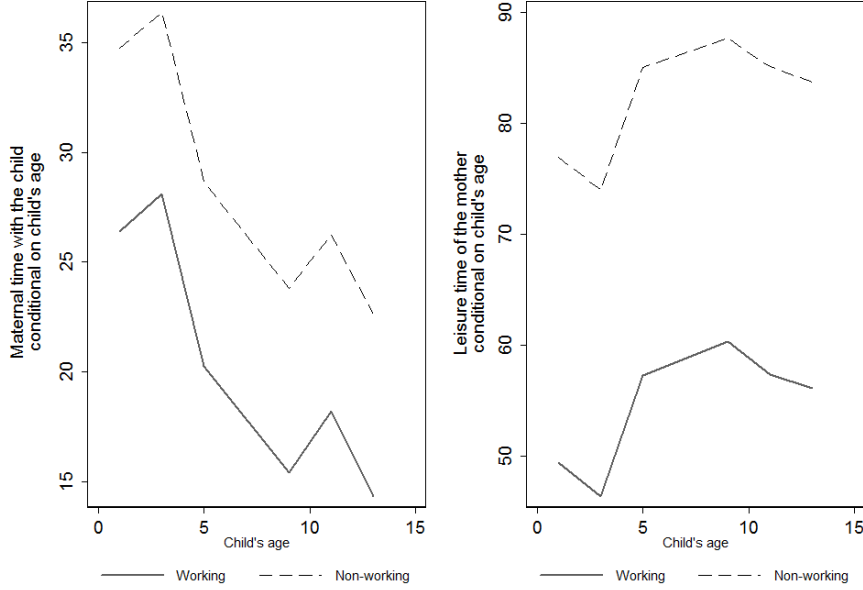 Maternal time with the child
conditional on child's age
35
30
25
20
15
0 5 10 15
Child's age
Working Non-working
Leisure time of the mother
conditional on child's age
90
80
70
60
50
0 5 10 15
Child's age
Working Non-working